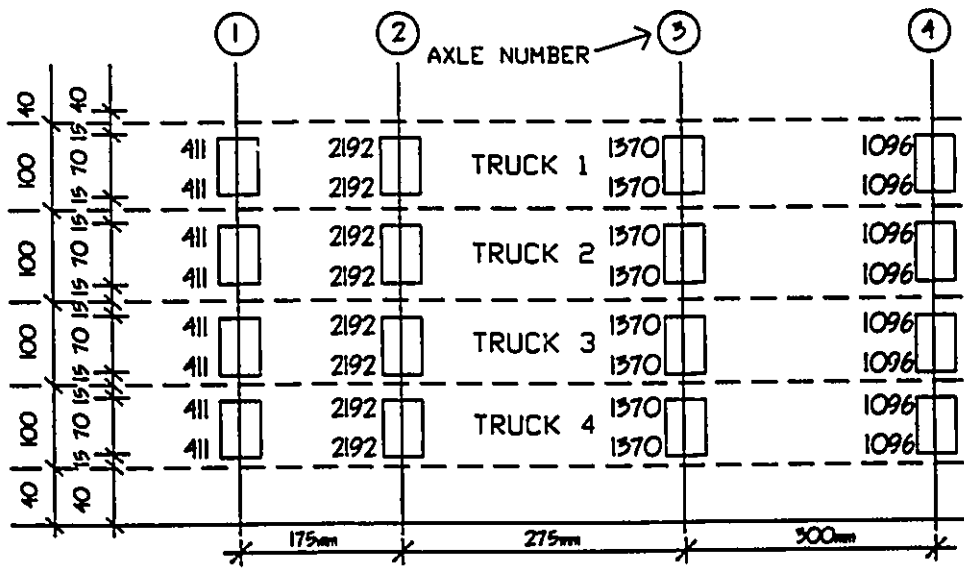 1 2 3 4
AXLE NUMBER
40 40
15
411 2192 TRUCK 1 1370 1096
100 70
411 2192 1370 1096
15
15
411 2192 TRUCK 2 1370 1096
100 70
411 2192 1370 1096
15
15
411 2192 TRUCK 3 1370 1096
100 70
411 2192 1370 1096
15
15
411 2192 TRUCK 4 1370 1096
100 70
411 2192 1370 1096
15
40 40
175mm 275mm 300mm